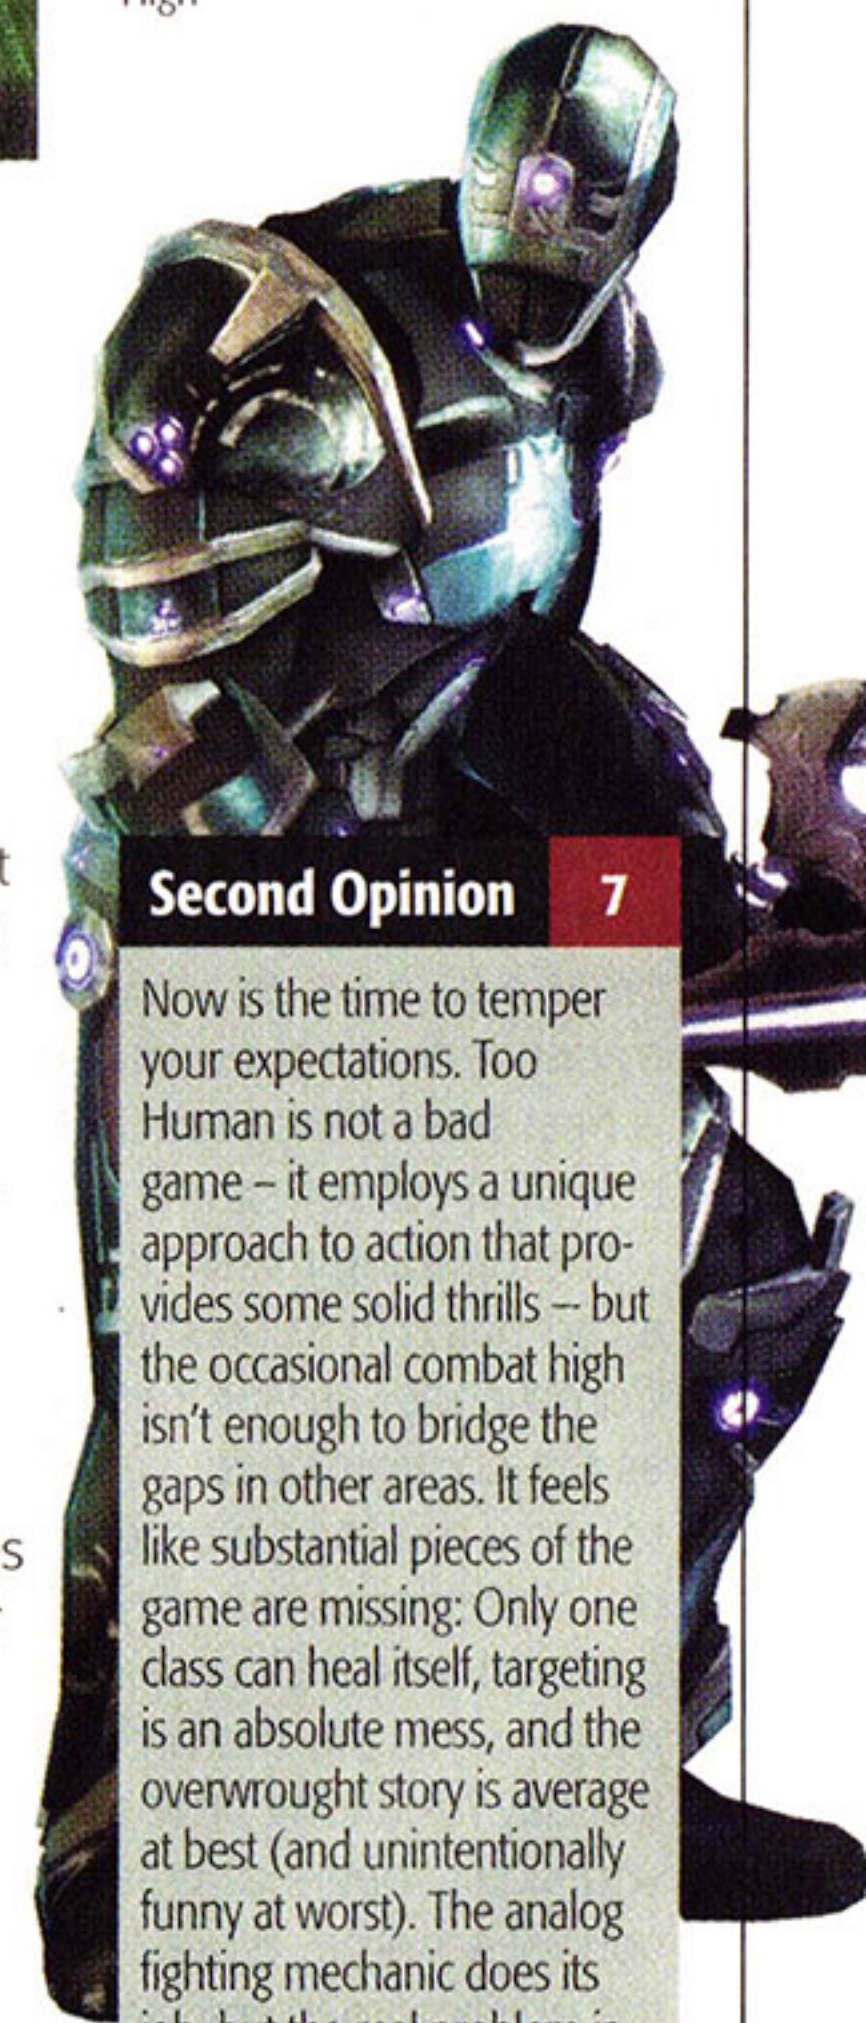 High
t
s
Second Opinion 7
Now is the time to temper
your expectations. Too
Human is not a bad
game – it employs a unique
approach to action that pro-
vides some solid thrills – but
the occasional combat high
isn't enough to bridge the
gaps in other areas. It feels
like substantial pieces of the
game are missing: Only one
class can heal itself, targeting
is an absolute mess, and the
overwrought story is average
at best (and unintentionally
funny at worst). The analog
fighting mechanic does its